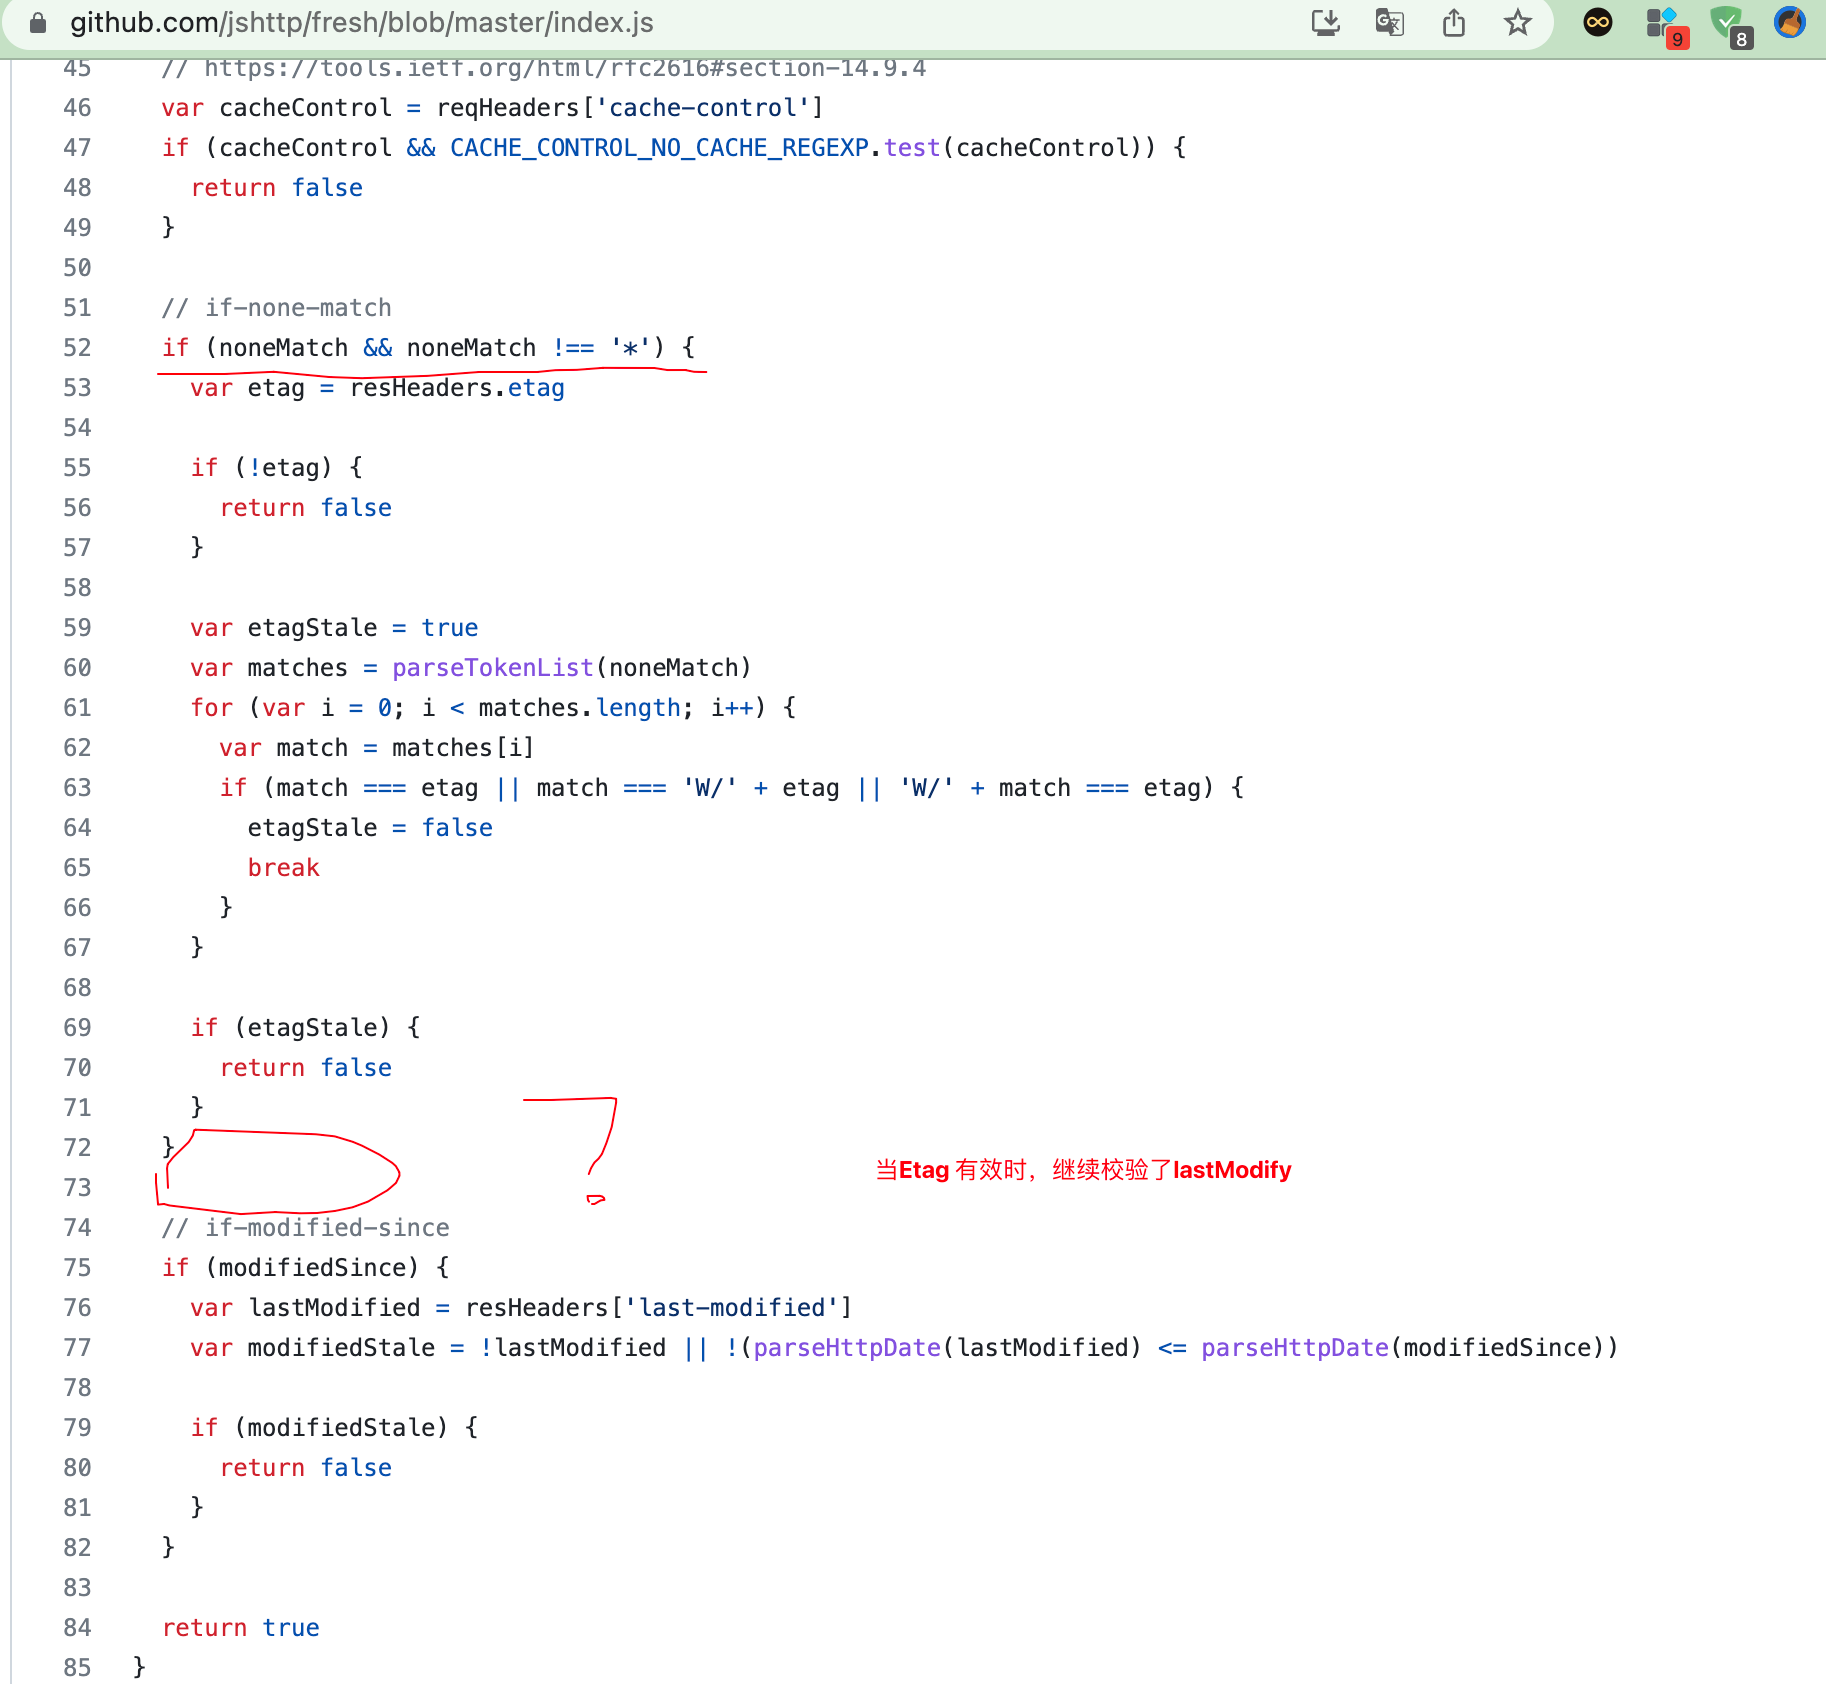 github.com/jshttp/fresh/blob/master/index.js
9
8
45 // https://tools.ietf.org/html/rfc2616#section-14.9.4
46 var cacheControl = reqHeaders['cache-control']
47 if (cacheControl && CACHE_CONTROL_NO_CACHE_REGEXP.test(cacheControl)) {
48 return false
49 }
50
51 // if-none-match
52 if (noneMatch && noneMatch !== '*') {
53 var etag = resHeaders.etag
54
55 if (!etag) {
56 return false
57 }
58
59 var etagStale = true
60 var matches = parseTokenList(noneMatch)
61 for (var i = 0; i < matches.length; i++) {
62 var match = matches[i]
63 if (match === etag || match === 'W/' + etag || 'W/' + match === etag) {
64 etagStale = false
65 break
66 }
67 }
68
69 if (etagStale) {
70 return false
71 }
72 }
?
当Etag 有效时，继续校验了lastModify
73
74 // if-modified-since
75 if (modifiedSince) {
76 var lastModified = resHeaders['last-modified']
77 var modifiedStale = !lastModified || !(parseHttpDate(lastModified) <= parseHttpDate(modifiedSince))
78
79 if (modifiedStale) {
80 return false
81 }
82 }
83
84 return true
85 }